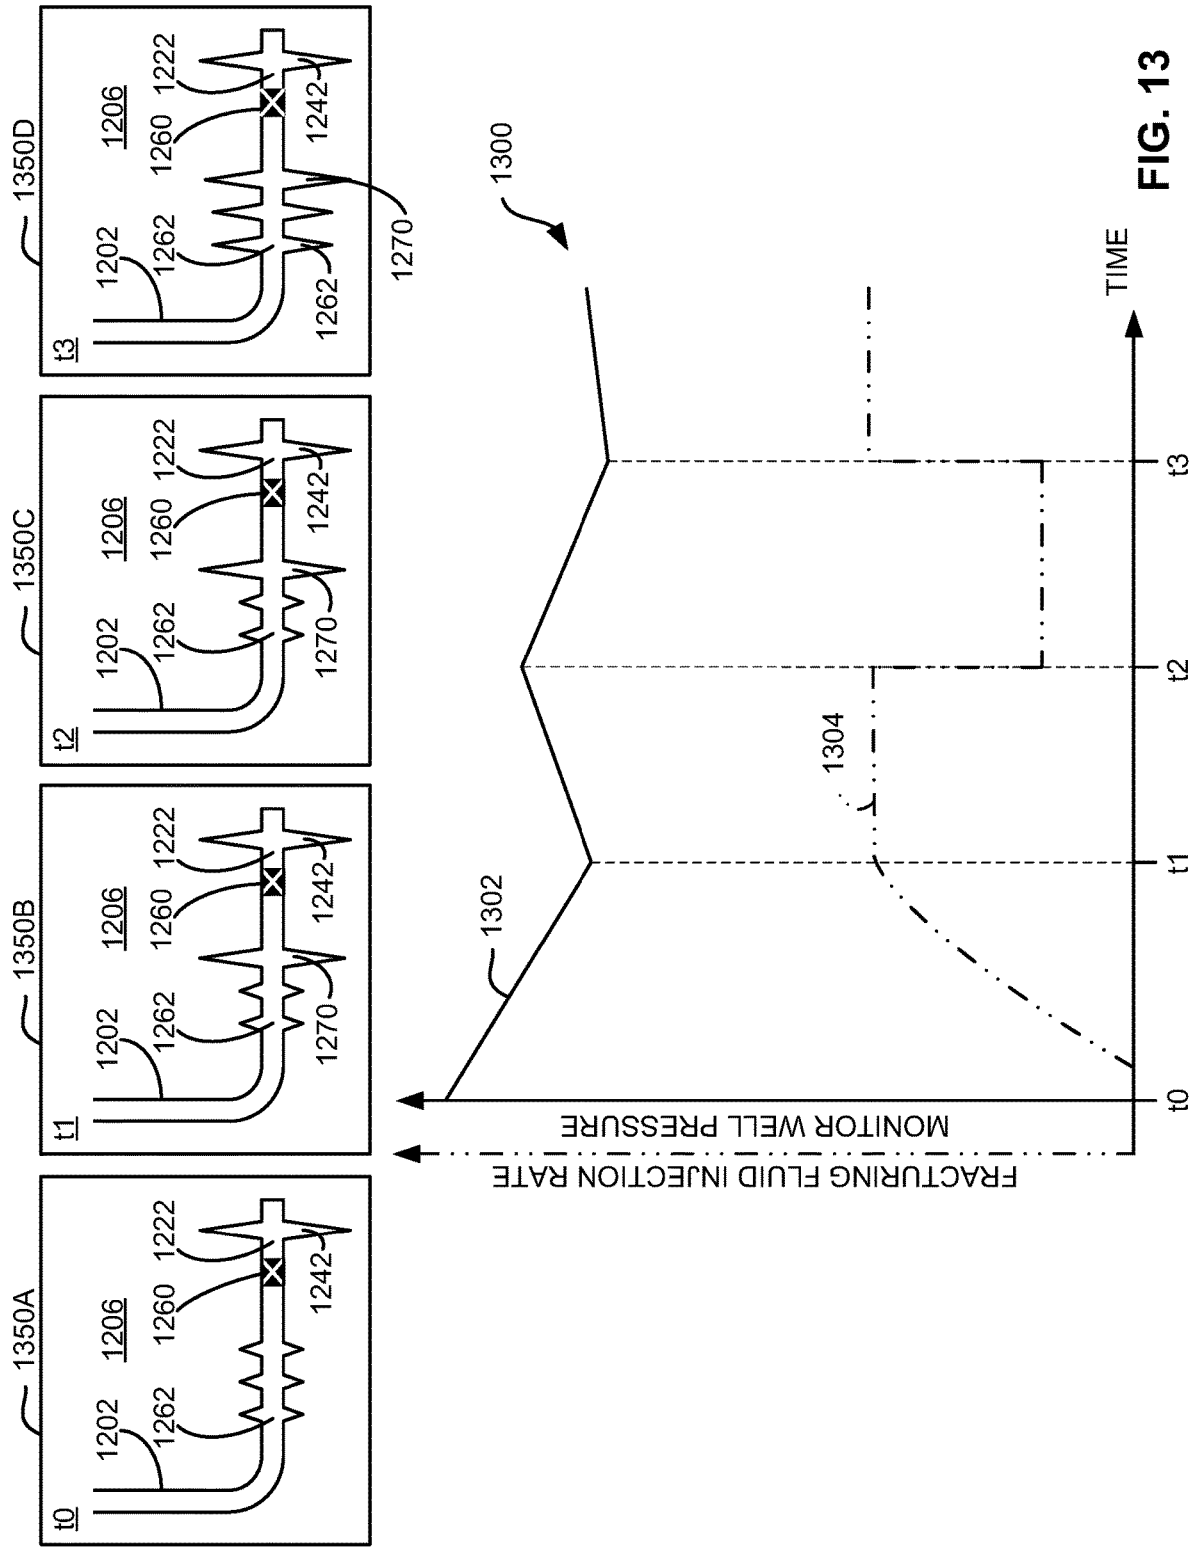 1350A
t0
1202
1206
1262
1260
1222
1242
1350B
t1
1202
1206
1262
1260
1222
1270
1242
1350C
t2
1202
1206
1262
1260
1222
1270
1242
1350D
t3
1202
1206
1262
1260
1222
1262
1242
1270
1300
1302
1304
FRACTURING FLUID INJECTION RATE
MONITOR WELL PRESSURE
t0
t1
t2
t3
TIME
FIG. 13